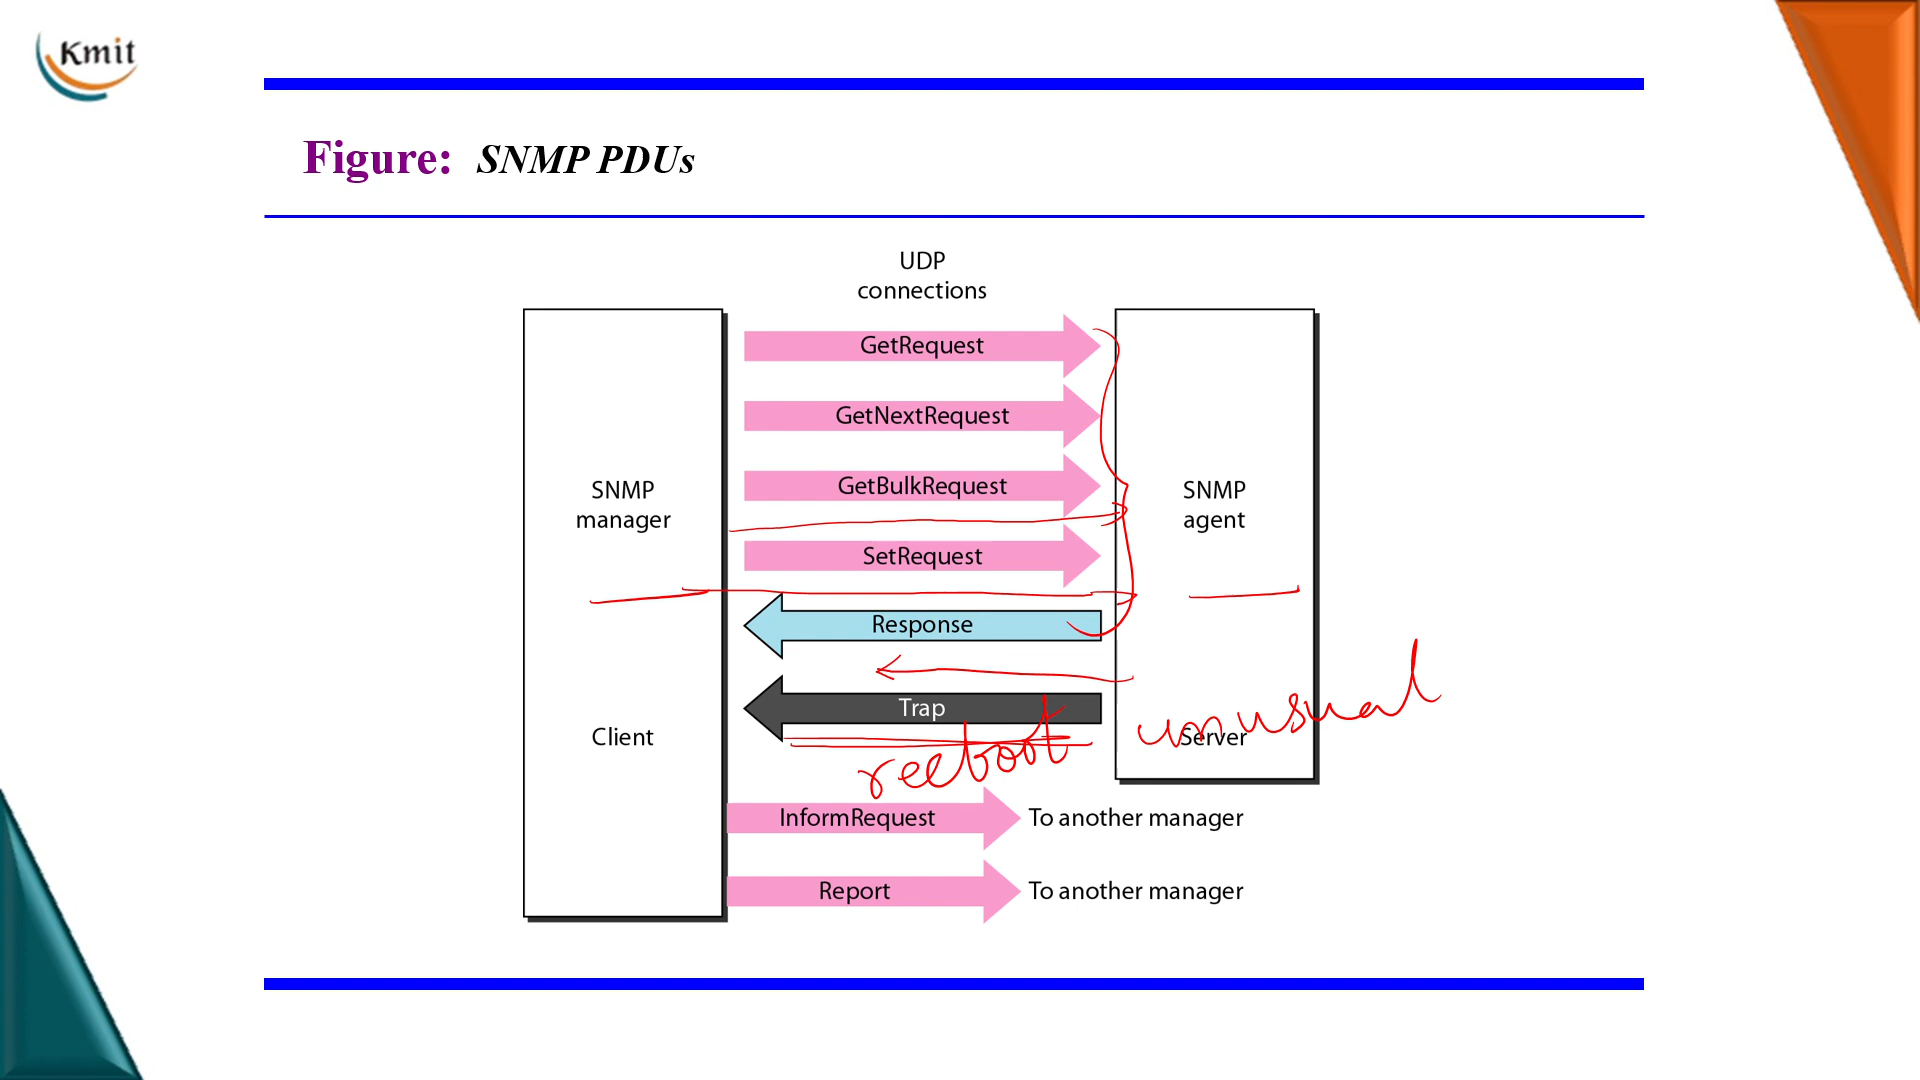 Kmit
Figure: SNMP PDUs
UDP
connections
GetRequest
GetNextRequest
GetBulkRequest
SNMP
manager
SNMP
agent
SetRequest
Response
Trap
unusual
Client
Server
reeboot
InformRequest To another manager
Report To another manager